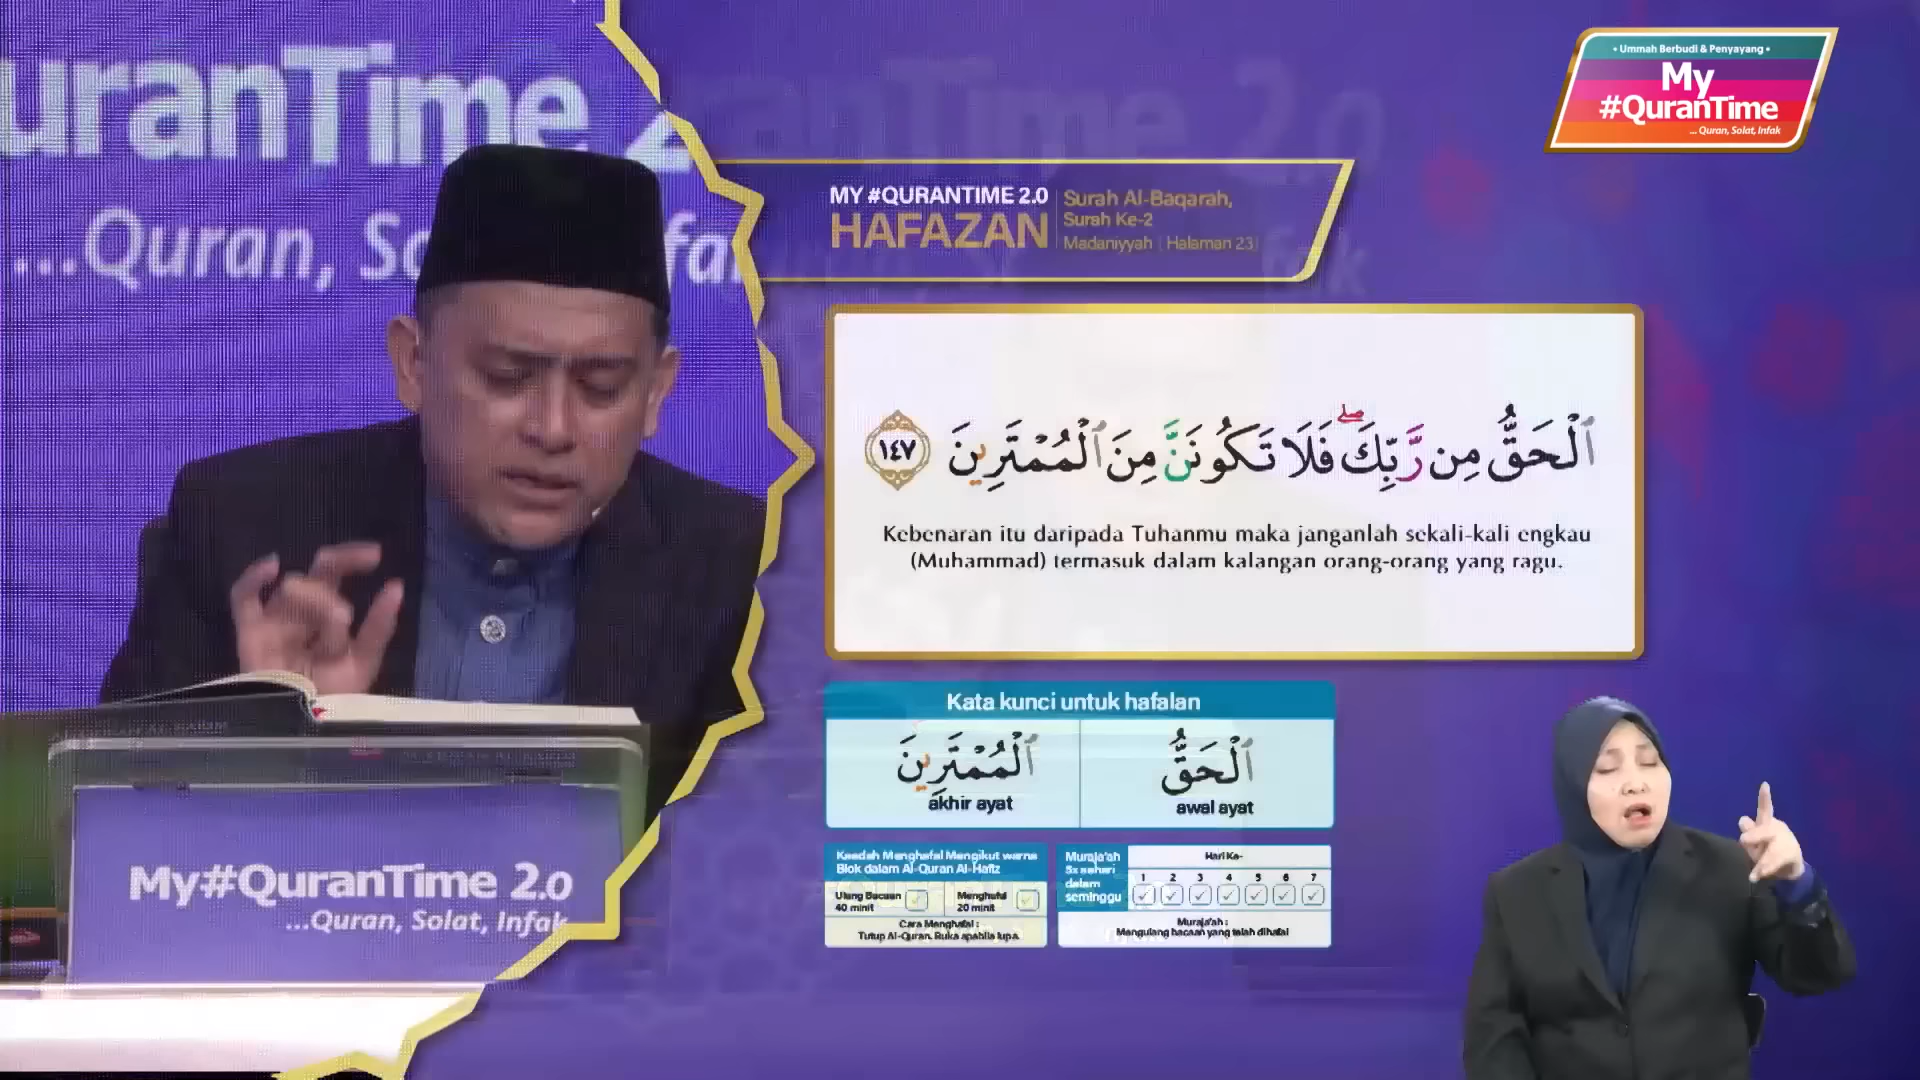 uranTime 2
...Quran, So fa
• Ummah Berbudi & Penyayang •
My
#QuranTime
... Quran, Solat, Infak
MY #QURANTIME 2.0
HAFAZAN
Surah Al-Baqarah,
Surah Ke-2
Madaniyyah | Halaman 23
ٱلْحَقُّ مِن رَّبِّكَ ۖ فَلَا تَكُونَنَّ مِنَ ٱلْمُمْتَرِينَ ١٤٧
Kebenaran itu daripada Tuhanmu maka janganlah sekali-kali engkau
(Muhammad) termasuk dalam kalangan orang-orang yang ragu.
Kata kunci untuk hafalan
ٱلْحَقُّ
awal ayat
ٱلْمُمْتَرِينَ
akhir ayat
Kaedah Menghafal Mengikut warna
Blok dalam Al-Quran Al-Hafiz
Ulang Bacaan
40 minit
Menghafal
20 minit
Cara Menghafal :
Tutup Al-Quran. Buka apabila lupa.
Muraja'ah
5x sehari
dalam
seminggu
Hari Ke-
1 2 3 4 5 6 7
Muraja'ah :
Mengulang bacaan yang telah dihafal
My#QuranTime 2.0
...Quran, Solat, Infak